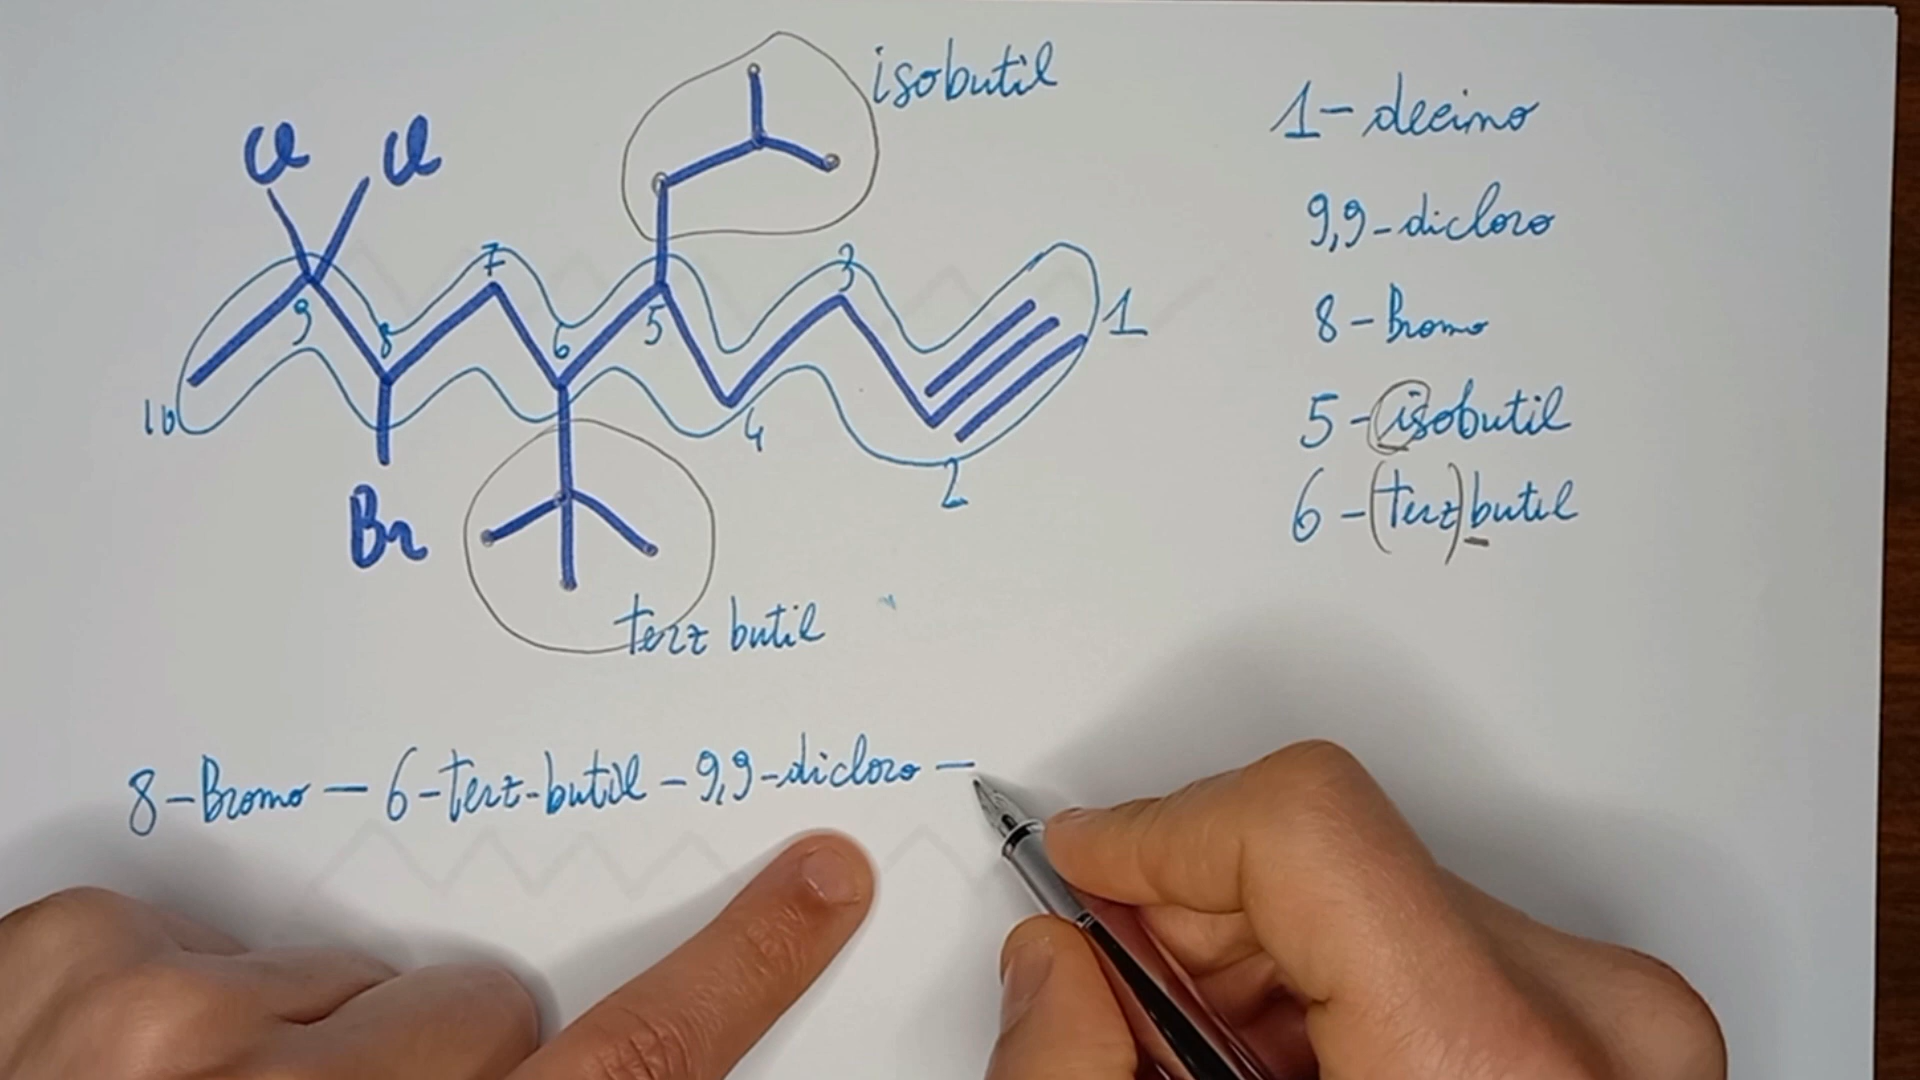 isobutil
Cl Cl
1-decino
9,9-dicloro
8-Bromo
5-isobutil
6-(terz)butil
7
3
9
8
6
5
1
10
4
2
Br
terz butil
8-Bromo-6-terz-butil-9,9-dicloro-